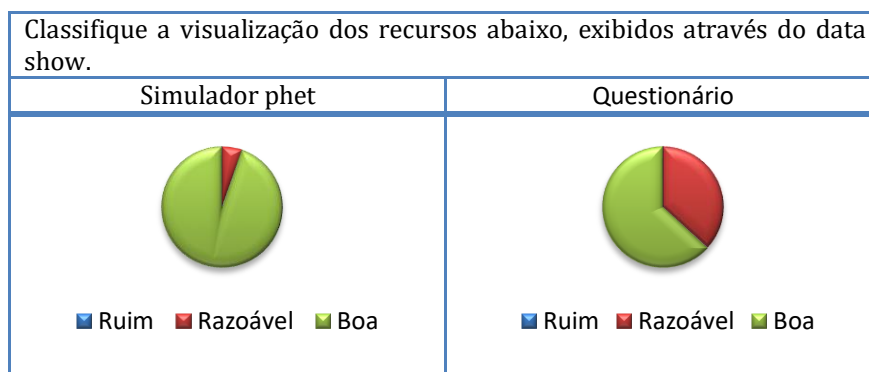 Classifique a visualização dos recursos abaixo, exibidos através do data
show.
Simulador phet
Questionário
Ruim Razoável Boa
Ruim Razoável Boa